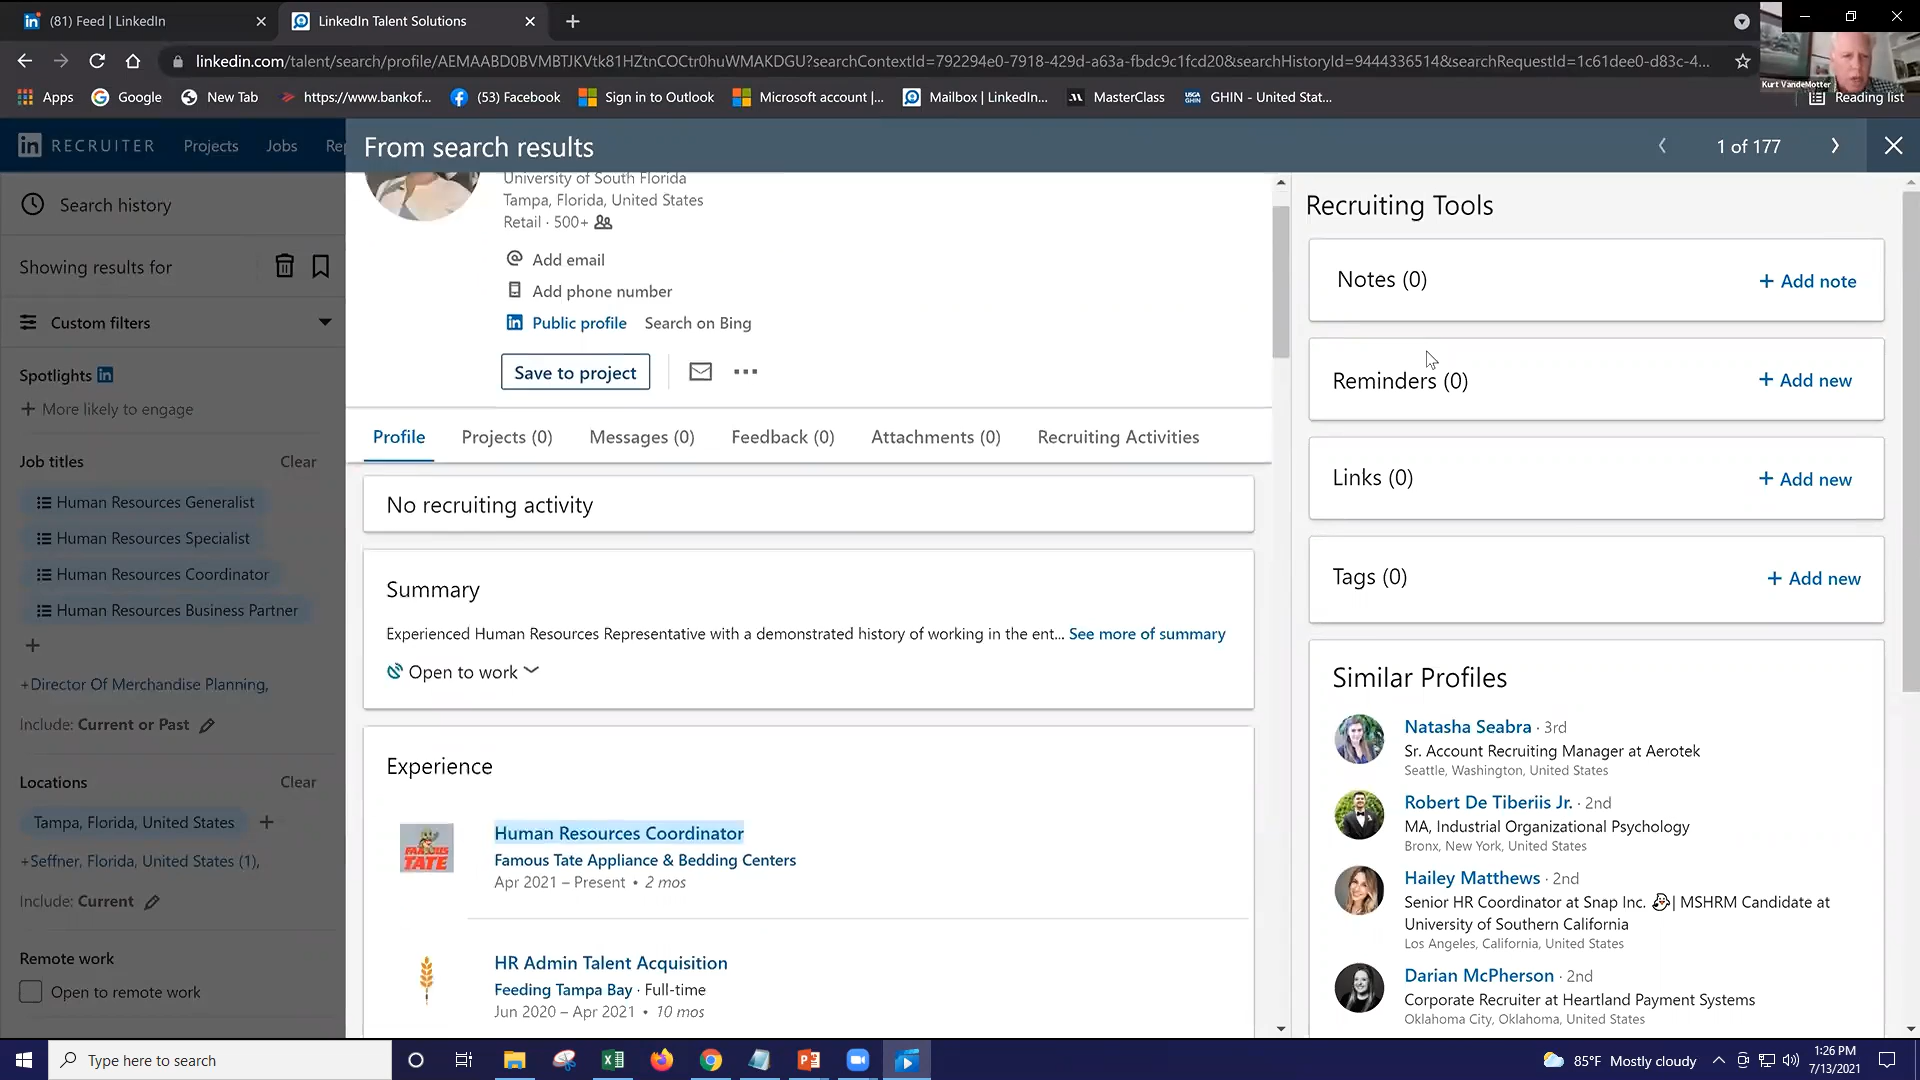 (81) Feed | LinkedIn
LinkedIn Talent Solutions
linkedin.com/talent/search/profile/AEMAABD0BVMBTJKVtk81HZtnCOCtr0huWMAKDGU?searchContextId=792294e0-7918-429d-a63a-fbdc9c1fcd20&searchHistoryId=9444336514&searchRequestId=1c61dee0-d83c-4...
Kurt VandeMotter
Apps
Google
New Tab
https://www.bankof...
(53) Facebook
Sign in to Outlook
Microsoft account |...
Mailbox | LinkedIn...
MasterClass
GHIN - United Stat...
Reading list
in RECRUITER
Projects
Jobs
Rep
From search results
1 of 177
Search history
Showing results for
Custom filters
Spotlights in
+ More likely to engage
Job titles
Clear
Human Resources Generalist
Human Resources Specialist
Human Resources Coordinator
Human Resources Business Partner
+
+Director Of Merchandise Planning,
Include: Current or Past
Locations
Clear
Tampa, Florida, United States +
+Seffner, Florida, United States (1),
Include: Current
Remote work
Open to remote work
University of South Florida
Tampa, Florida, United States
Retail · 500+
Add email
Add phone number
in Public profile
Search on Bing
Save to project
Profile
Projects (0)
Messages (0)
Feedback (0)
Attachments (0)
Recruiting Activities
No recruiting activity
Summary
Experienced Human Resources Representative with a demonstrated history of working in the ent... See more of summary
Open to work
Experience
FAMOUS TATE
Human Resources Coordinator
Famous Tate Appliance & Bedding Centers
Apr 2021 – Present • 2 mos
HR Admin Talent Acquisition
Feeding Tampa Bay · Full-time
Jun 2020 – Apr 2021 • 10 mos
Recruiting Tools
Notes (0)
+ Add note
Reminders (0)
+ Add new
Links (0)
+ Add new
Tags (0)
+ Add new
Similar Profiles
Natasha Seabra · 3rd
Sr. Account Recruiting Manager at Aerotek
Seattle, Washington, United States
Robert De Tiberiis Jr. · 2nd
MA, Industrial Organizational Psychology
Bronx, New York, United States
Hailey Matthews · 2nd
Senior HR Coordinator at Snap Inc. 👻| MSHRM Candidate at
University of Southern California
Los Angeles, California, United States
Darian McPherson · 2nd
Corporate Recruiter at Heartland Payment Systems
Oklahoma City, Oklahoma, United States
Type here to search
85°F Mostly cloudy
1:26 PM
7/13/2021